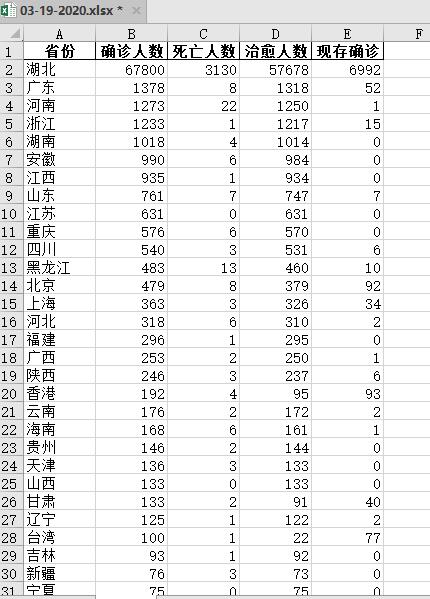 03-19-2020.xlsx *
A B C D E F
1 省份 确诊人数 死亡人数 治愈人数 现存确诊
2 湖北 67800 3130 57678 6992
3 广东 1378 8 1318 52
4 河南 1273 22 1250 1
5 浙江 1233 1 1217 15
6 湖南 1018 4 1014 0
7 安徽 990 6 984 0
8 江西 935 1 934 0
9 山东 761 7 747 7
10 江苏 631 0 631 0
11 重庆 576 6 570 0
12 四川 540 3 531 6
13 黑龙江 483 13 460 10
14 北京 479 8 379 92
15 上海 363 3 326 34
16 河北 318 6 310 2
17 福建 296 1 295 0
18 广西 253 2 250 1
19 陕西 246 3 237 6
20 香港 192 4 95 93
21 云南 176 2 172 2
22 海南 168 6 161 1
23 贵州 146 2 144 0
24 天津 136 3 133 0
25 山西 133 0 133 0
26 甘肃 133 2 91 40
27 辽宁 125 1 122 2
28 台湾 100 1 22 77
29 吉林 93 1 92 0
30 新疆 76 3 73 0
31 宁夏 75 0 75 0